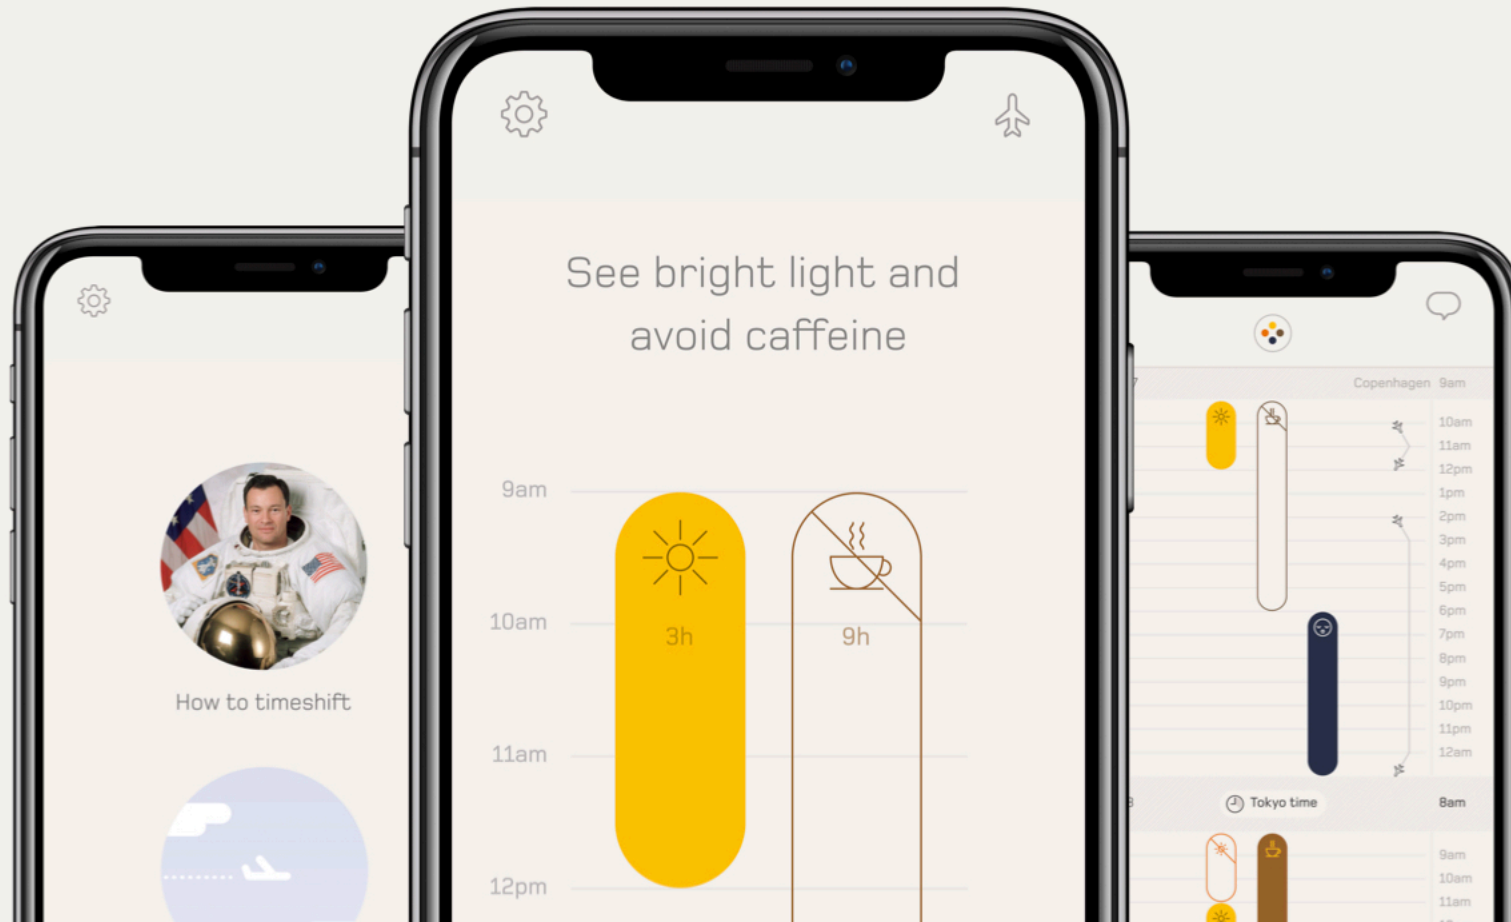 How to timeshift
See bright light and
avoid caffeine
9am
3h
9h
10am
11am
12pm
Copenhagen 9am
10am
11am
12pm
1pm
2pm
3pm
4pm
5pm
6pm
7pm
8pm
9pm
10pm
11pm
12am
Tokyo time 8am
9am
10am
11am